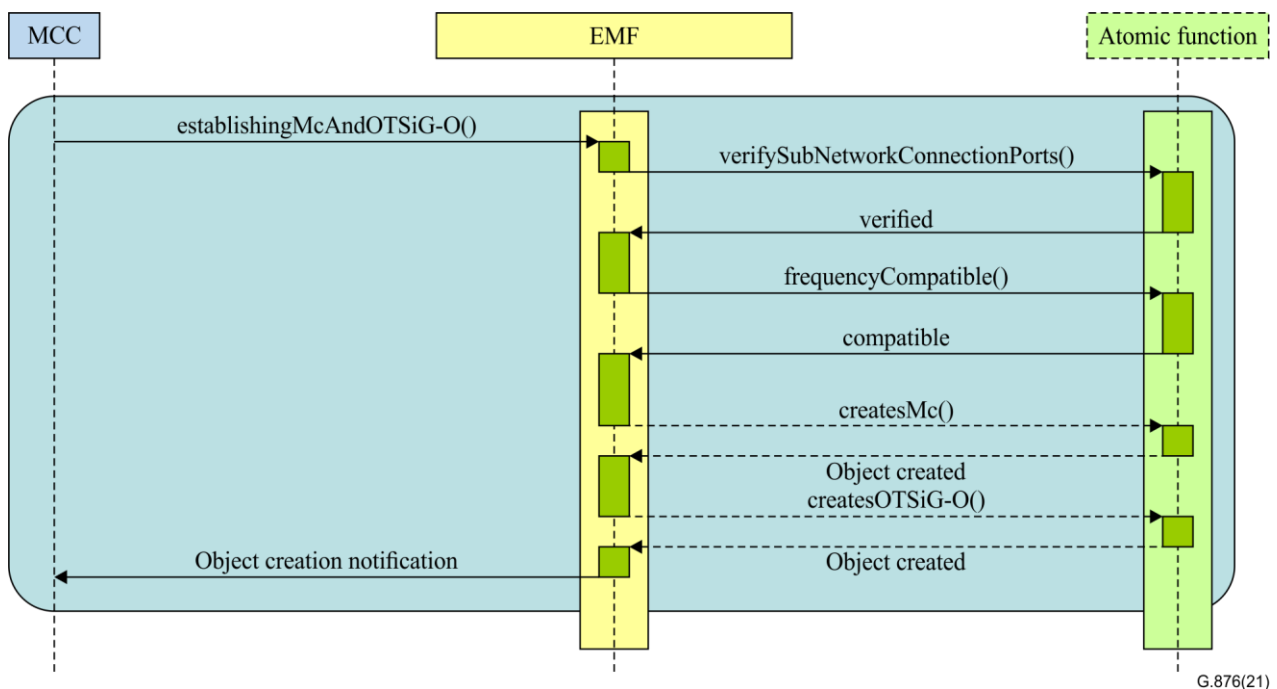 MCC
EMF
Atomic function
establishingMcAndOTSiG-O()
verifySubNetworkConnectionPorts()
verified
frequencyCompatible()
compatible
createsMc()
Object created
createsOTSiG-O()
Object creation notification
Object created
G.876(21)